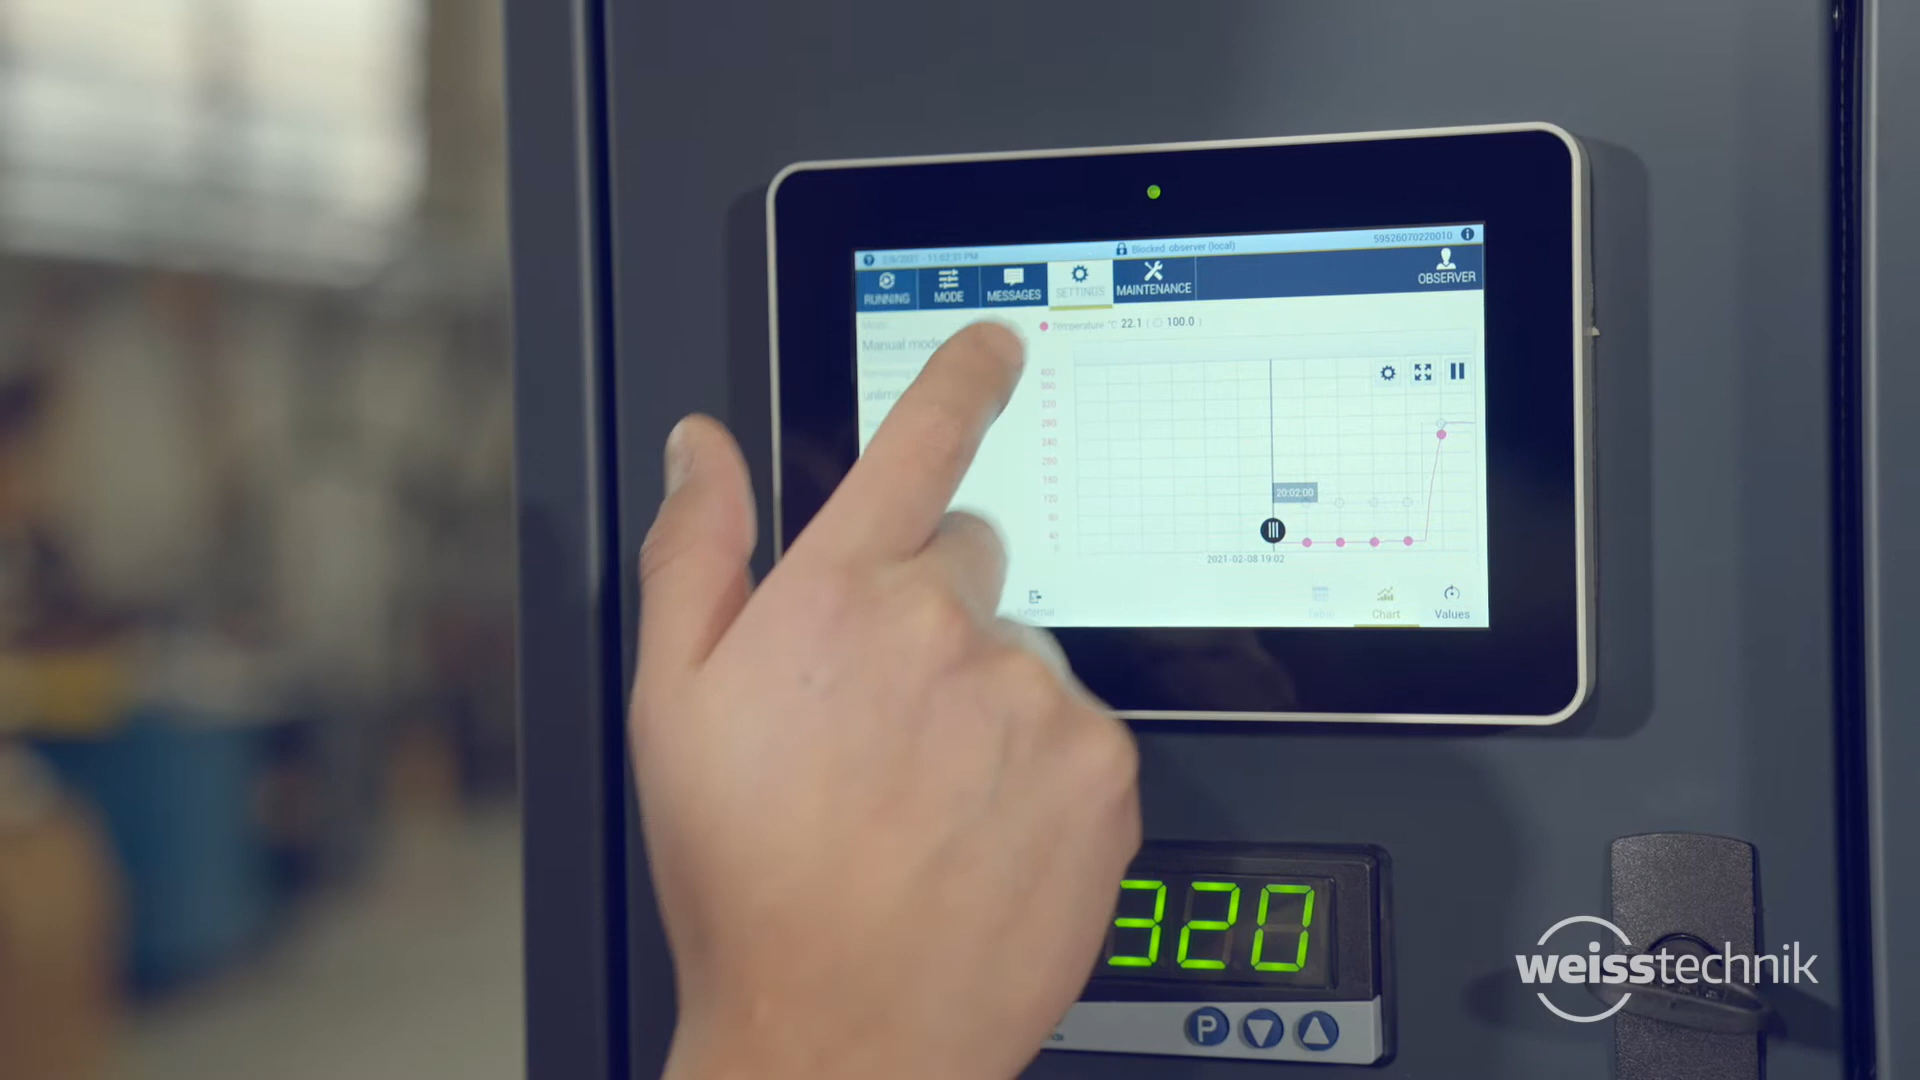 Blocked observer (local)
59526070220010
RUNNING
MODE
MESSAGES
SETTINGS
MAINTENANCE
OBSERVER
Temperature °C 22.1 ( 100.0 )
Manual mode
400
360
320
280
240
200
160
120
80
40
0
20:02:00
2021-02-08 19:02
External
Table
Chart
Values
320
P
weisstechnik